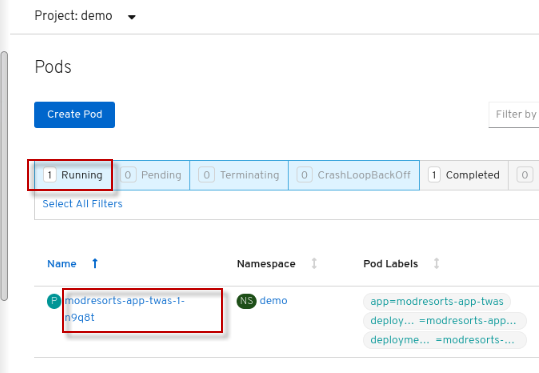 Project: demo
Pods
Create Pod
Filter by
1 Running 0 Pending 0 Terminating 0 CrashLoopBackOff 1 Completed 0
Select All Filters
Name Namespace Pod Labels
P modresorts-app-twas-1-
n9q8t
NS demo
app=modresorts-app-twas
deploy... =modresorts-app...
deployme... =modresorts-...